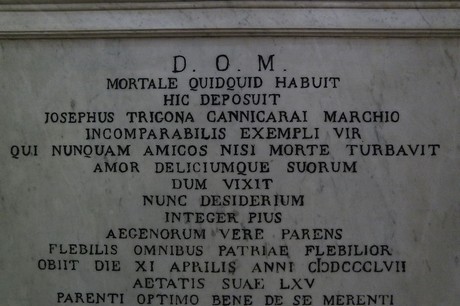 D. O. M.
MORTALE QUIDQUID HABUIT
HIC DEPOSUIT
JOSEPHUS TRIGONA CANNICARAI MARCHIO
INCOMPARABILIS EXEMPLI VIR
QUI NUNQUAM AMICOS NISI MORTE TURBAVIT
AMOR DELICIUMQUE SUORUM
DUM VIXIT
NUNC DESIDERIUM
INTEGER PIUS
AEGENORUM VERE PARENS
FLEBILIS OMNIBUS PATRIAE FLEBILIOR
OBIIT DIE XI APRILIS ANNI CIƆDCCCLVII
AETATIS SUAE LXV
PARENTI OPTIMO BENE DE SE MERENTI